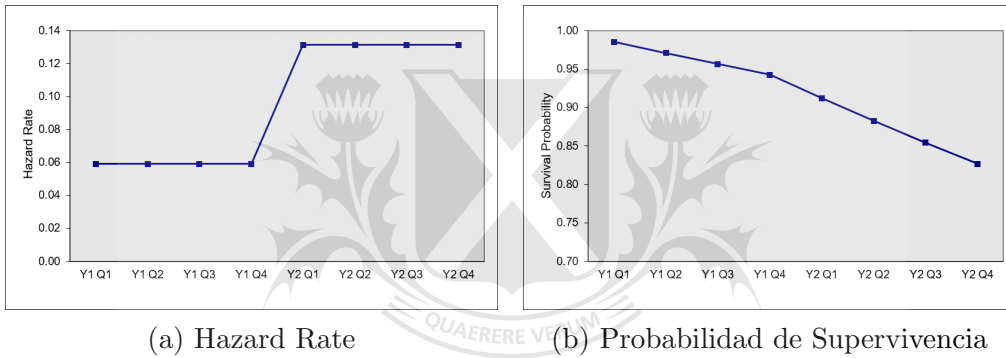 0.14
0.12
0.10
0.08
0.06
0.04
0.02
0.00
Hazard Rate
Y1 Q1 Y1 Q2 Y1 Q3 Y1 Q4 Y2 Q1 Y2 Q2 Y2 Q3 Y2 Q4
(a) Hazard Rate
1.00
0.95
0.90
0.85
0.80
0.75
0.70
Survival Probability
Y1 Q1 Y1 Q2 Y1 Q3 Y1 Q4 Y2 Q1 Y2 Q2 Y2 Q3 Y2 Q4
(b) Probabilidad de Supervivencia
QUAERERE VERUM